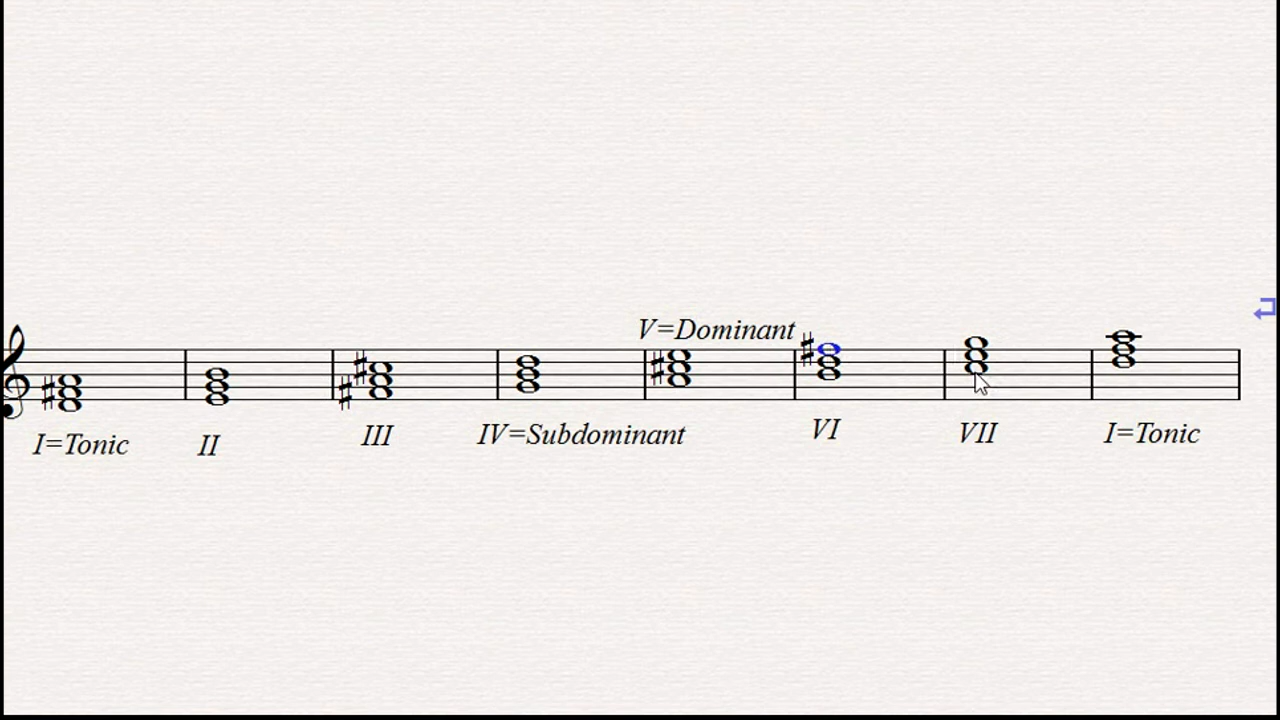 V=Dominant
I=Tonic
II
III
IV=Subdominant
VI
VII
I=Tonic